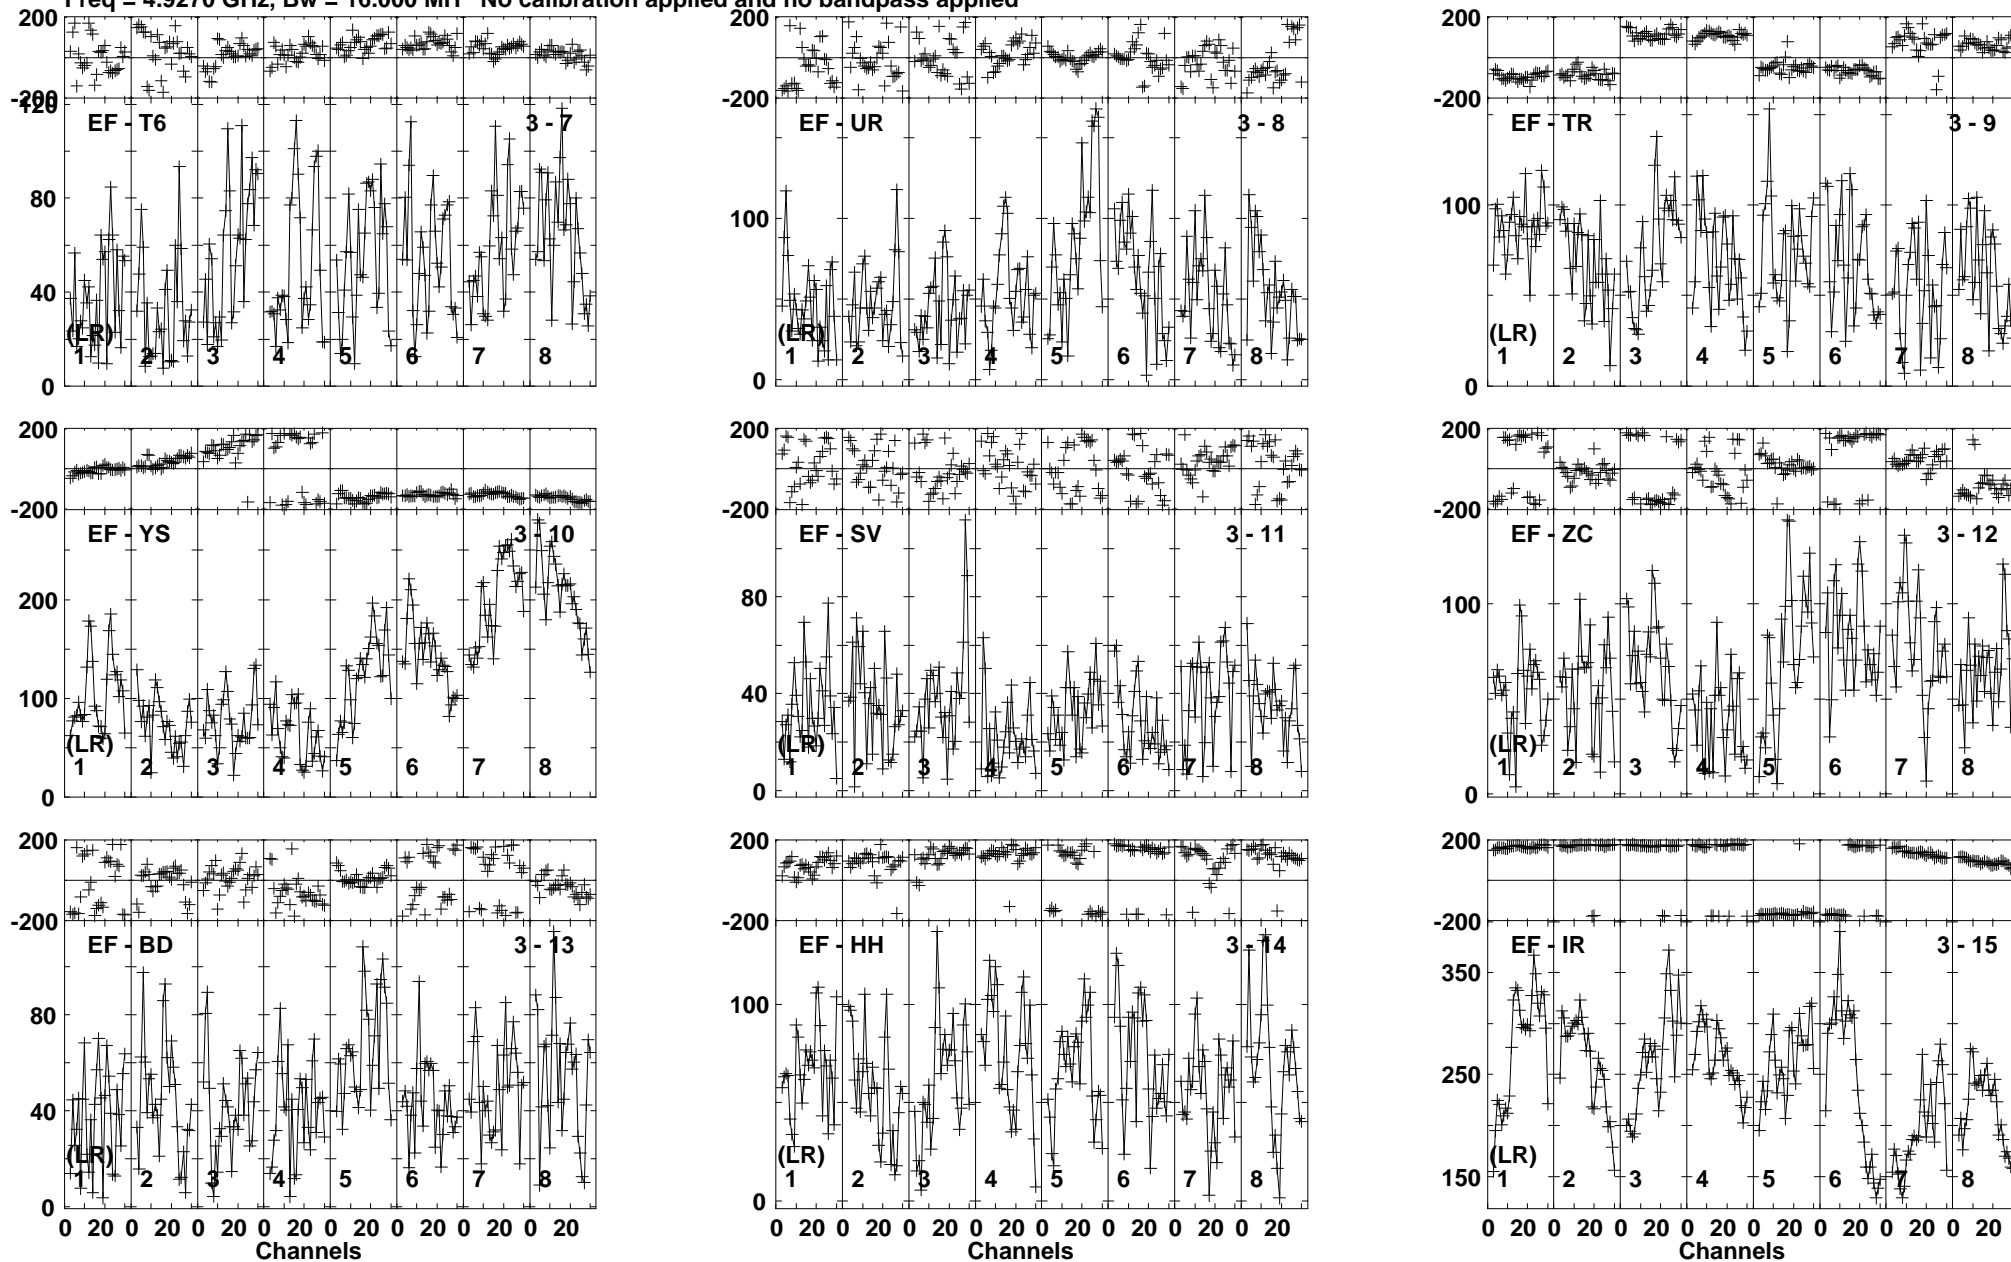 Freq = 4.9270 GHz, Bw = 16.000 MH No calibration applied and no bandpass applied
200 200 200
-200 -200 -200
120
EF - T6 3 - 7 EF - UR 3 - 8 EF - TR 3 - 9
80 100 100
40
(LR) (LR) (LR)
1 2 3 4 5 6 7 8 1 2 3 4 5 6 7 8 1 2 3 4 5 6 7 8
0 0 0
200 200 200
-200 -200 -200
EF - YS 3 - 10 EF - SV 3 - 11 EF - ZC 3 - 12
200 80 100
100 40
(LR) (LR) (LR)
1 2 3 4 5 6 7 8 1 2 3 4 5 6 7 8 1 2 3 4 5 6 7 8
0 0 0
200 200 200
-200 -200 -200
EF - BD 3 - 13 EF - HH 3 - 14 EF - IR 3 - 15
80 100 350
40 250
(LR) (LR) (LR)
1 2 3 4 5 6 7 8 1 2 3 4 5 6 7 8 1 2 3 4 5 6 7 8
0 0 150
0 20 0 20 0 20 0 20 0 20 0 20 0 20 0 20 0 20 0 20 0 20 0 20 0 20 0 20 0 20 0 20 0 20 0 20 0 20 0 20 0 20 0 20 0 20 0 20
Channels Channels Channels